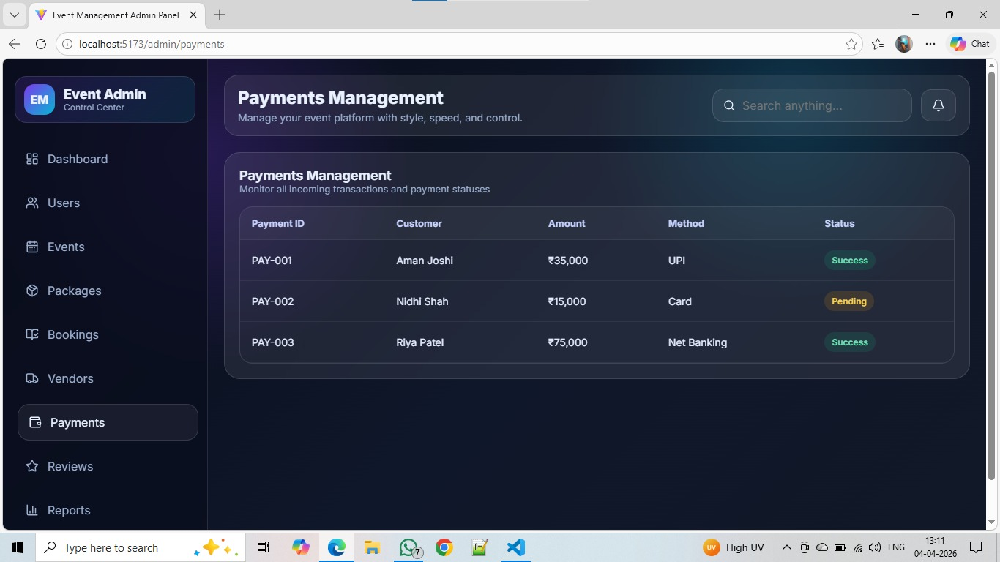 Event Management Admin Panel
localhost:5173/admin/payments
Chat
EM
Event Admin
Control Center
Dashboard
Users
Events
Packages
Bookings
Vendors
Payments
Reviews
Reports
Payments Management
Manage your event platform with style, speed, and control.
Search anything...
Payments Management
Monitor all incoming transactions and payment statuses
Payment ID Customer Amount Method Status
PAY-001 Aman Joshi ₹35,000 UPI Success
PAY-002 Nidhi Shah ₹15,000 Card Pending
PAY-003 Riya Patel ₹75,000 Net Banking Success
Type here to search
7
UV
High UV
ENG
13:11
04-04-2026